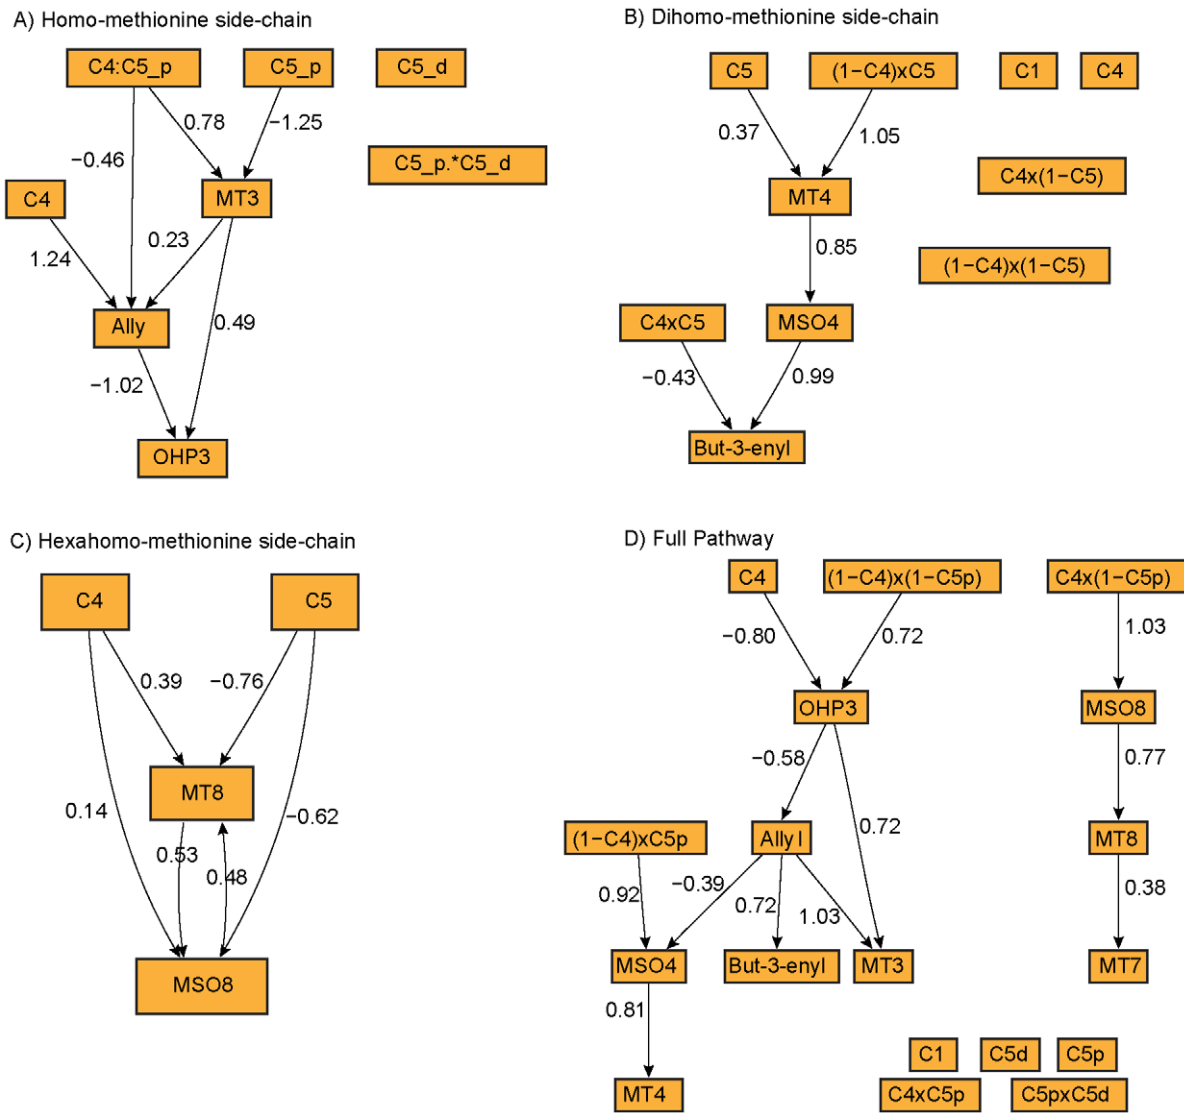 A) Homo-methionine side-chain
C4:C5_p
C5_p
C5_d
0.78
−1.25
−0.46
C5_p.*C5_d
C4
MT3
1.24
0.23
Ally
0.49
−1.02
OHP3
B) Dihomo-methionine side-chain
C5
(1−C4)xC5
C1
C4
0.37
1.05
C4x(1−C5)
MT4
0.85
(1−C4)x(1−C5)
C4xC5
MSO4
−0.43
0.99
But-3-enyl
C) Hexahomo-methionine side-chain
C4
C5
0.39
−0.76
MT8
0.14
−0.62
0.53
0.48
MSO8
D) Full Pathway
C4
(1−C4)x(1−C5p)
C4x(1−C5p)
−0.80
0.72
1.03
OHP3
MSO8
−0.58
0.77
0.72
(1−C4)xC5p
Ally l
MT8
0.92
−0.39
0.72
1.03
0.38
MSO4
But-3-enyl
MT3
MT7
0.81
C1
C5d
C5p
MT4
C4xC5p
C5pxC5d